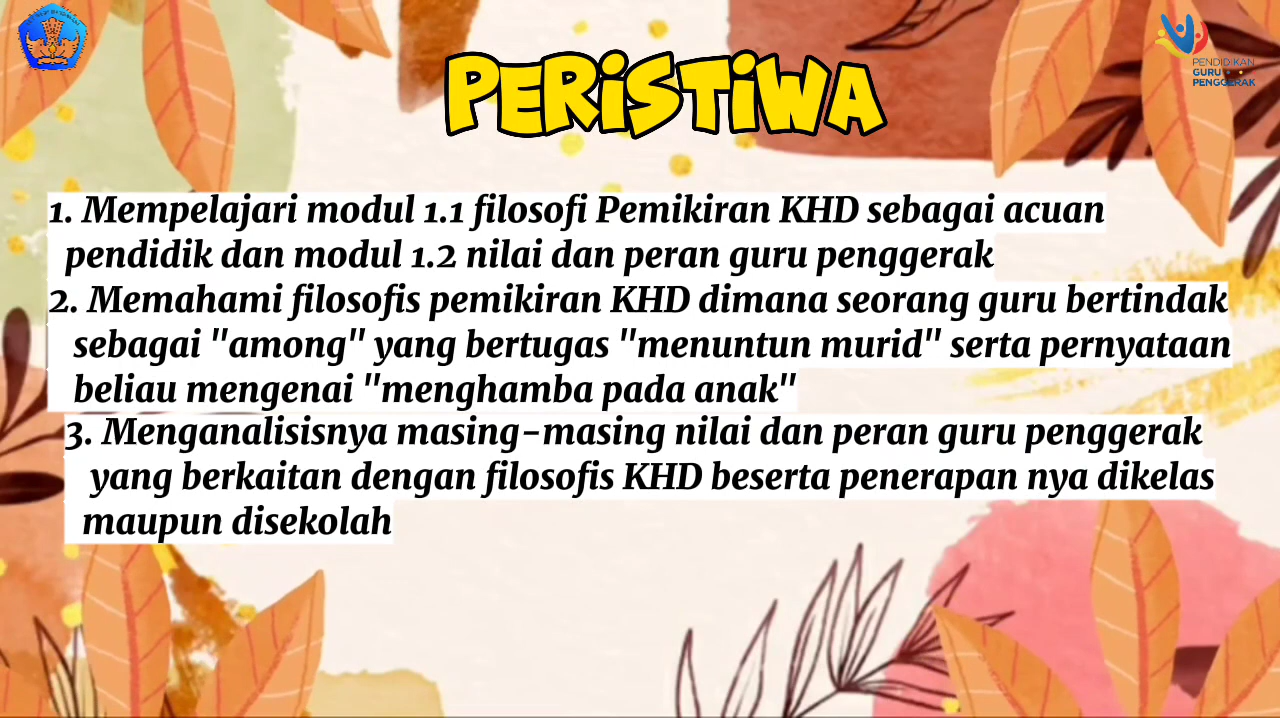 PERISTIWA
PENDIDIKAN
GURU
PENGGERAK
1. Mempelajari modul 1.1 filosofi Pemikiran KHD sebagai acuan
pendidik dan modul 1.2 nilai dan peran guru penggerak
2. Memahami filosofis pemikiran KHD dimana seorang guru bertindak
sebagai "among" yang bertugas "menuntun murid" serta pernyataan
beliau mengenai "menghamba pada anak"
3. Menganalisisnya masing-masing nilai dan peran guru penggerak
yang berkaitan dengan filosofis KHD beserta penerapan nya dikelas
maupun disekolah